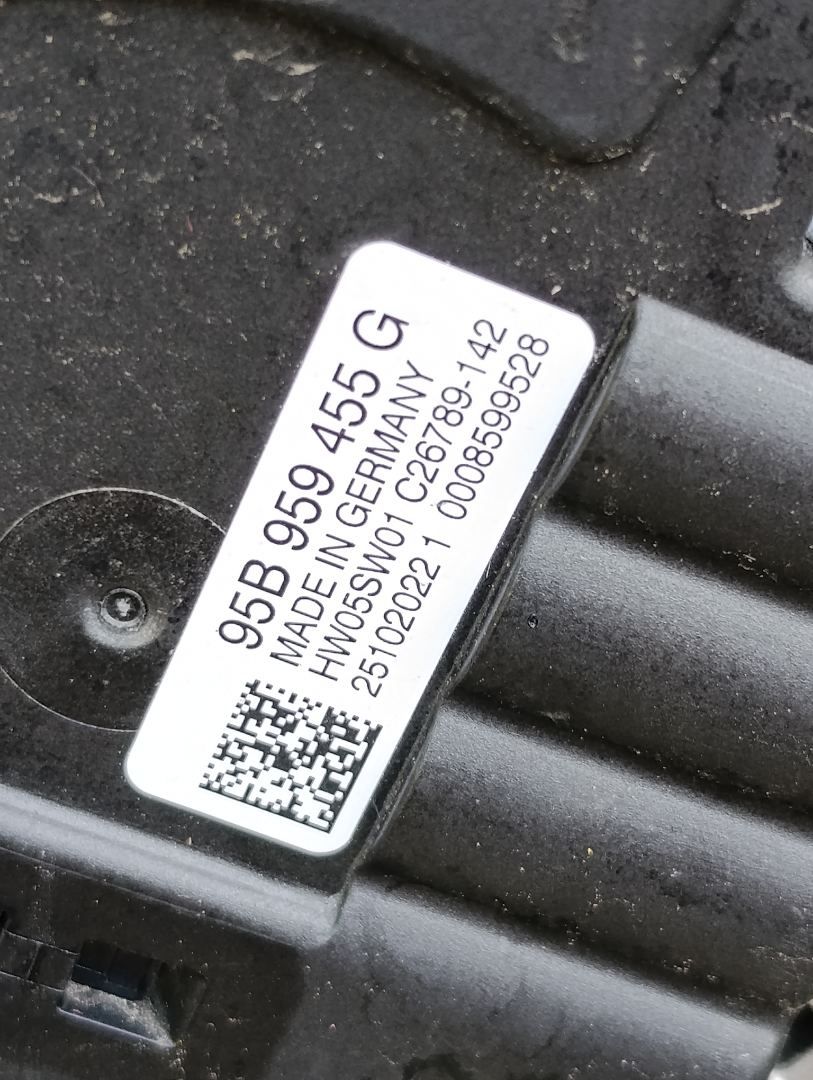 95B 959 455 G
MADE IN GERMANY
HW05SW01 C26789-142
25102022 1 0008599528